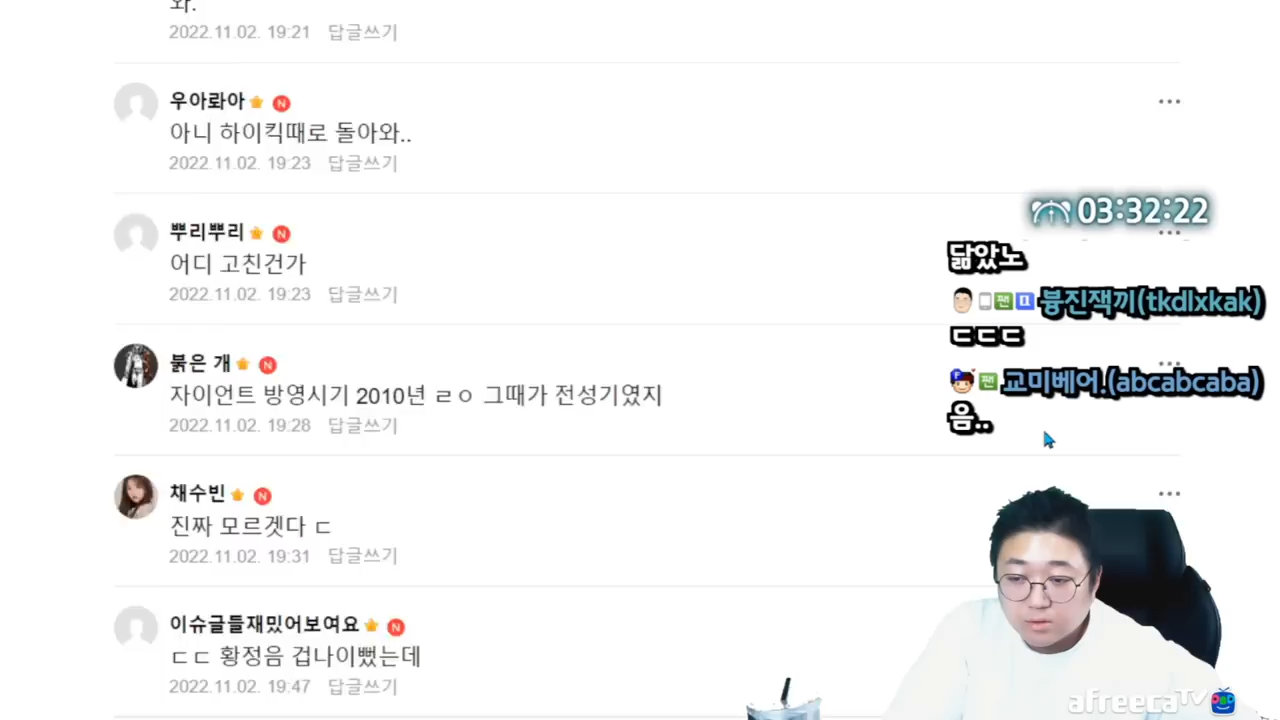 와.
2022.11.02. 19:21 답글쓰기
우아롸아 N
아니 하이킥때로 돌아와..
2022.11.02. 19:23 답글쓰기
뿌리뿌리 N
어디 고친건가
2022.11.02. 19:23 답글쓰기
붉은 개 N
자이언트 방영시기 2010년 ㄹㅇ 그때가 전성기였지
2022.11.02. 19:28 답글쓰기
채수빈 N
진짜 모르겟다 ㄷ
2022.11.02. 19:31 답글쓰기
이슈글들재밌어보여요 N
ㄷㄷ 황정음 겁나이뻤는데
2022.11.02. 19:47 답글쓰기
03:32:22
닮았노
팬 붕진잭끼(tkdlxkak)
ㄷㄷㄷ
F 팬 교미베어.(abcabcaba)
음..
afreecaTV